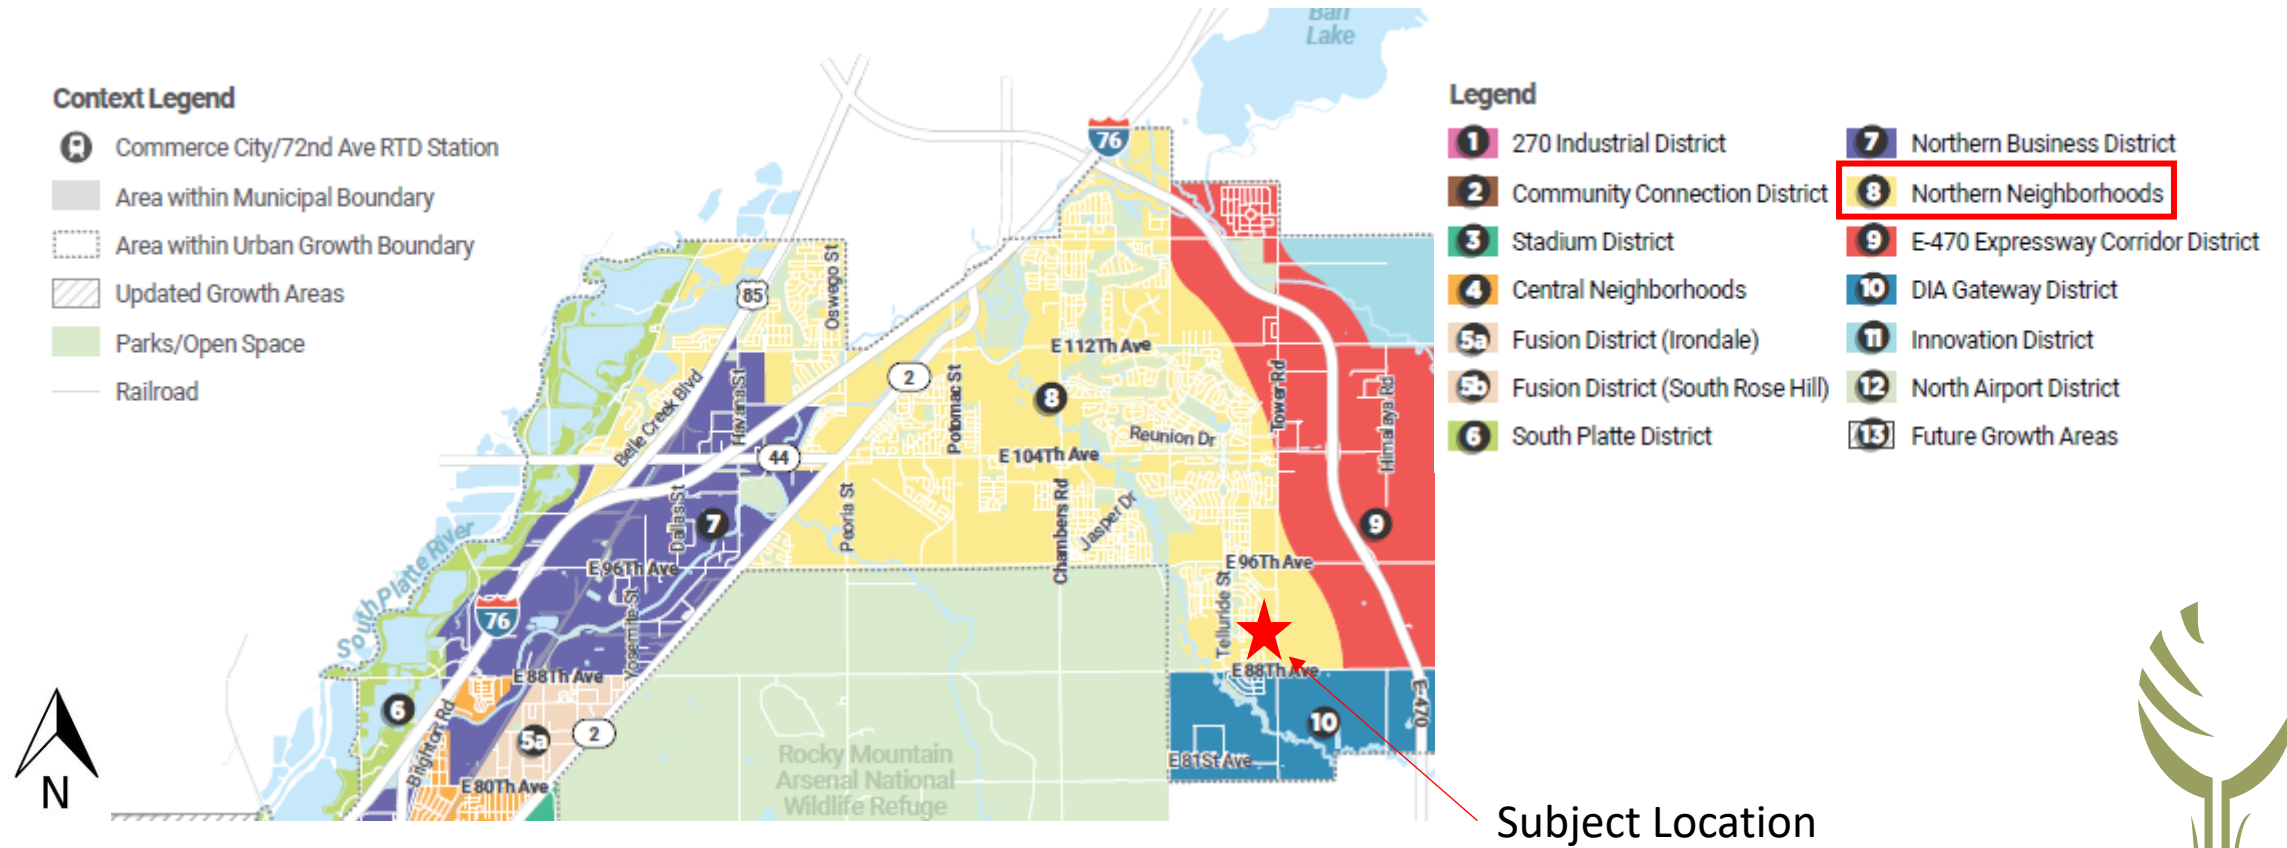 Context Legend
Commerce City/72nd Ave RTD Station
Area within Municipal Boundary
Area within Urban Growth Boundary
Updated Growth Areas
Parks/Open Space
Railroad
N
Barr
Lake
76
85
Oswego St
E 112Th Ave
2
Belle Creek Blvd
Havana St
Potomac St
8
Tower Rd
Himalaya Rd
Reunion Dr
44
E 104Th Ave
Dallas St
7
Peoria St
Chambers Rd
Jasper Dr
9
South Platte River
E 96Th Ave
E 96Th Ave
76
Yosemite St
Telluride St
E 88Th Ave
E 88Th Ave
6
Brighton Rd
5a
2
10
E-470
Rocky Mountain
Arsenal National
Wildlife Refuge
E 81St Ave
E 80Th Ave
Subject Location
Legend
1 270 Industrial District
2 Community Connection District
3 Stadium District
4 Central Neighborhoods
5a Fusion District (Irondale)
5b Fusion District (South Rose Hill)
6 South Platte District
7 Northern Business District
8 Northern Neighborhoods
9 E-470 Expressway Corridor District
10 DIA Gateway District
11 Innovation District
12 North Airport District
13 Future Growth Areas